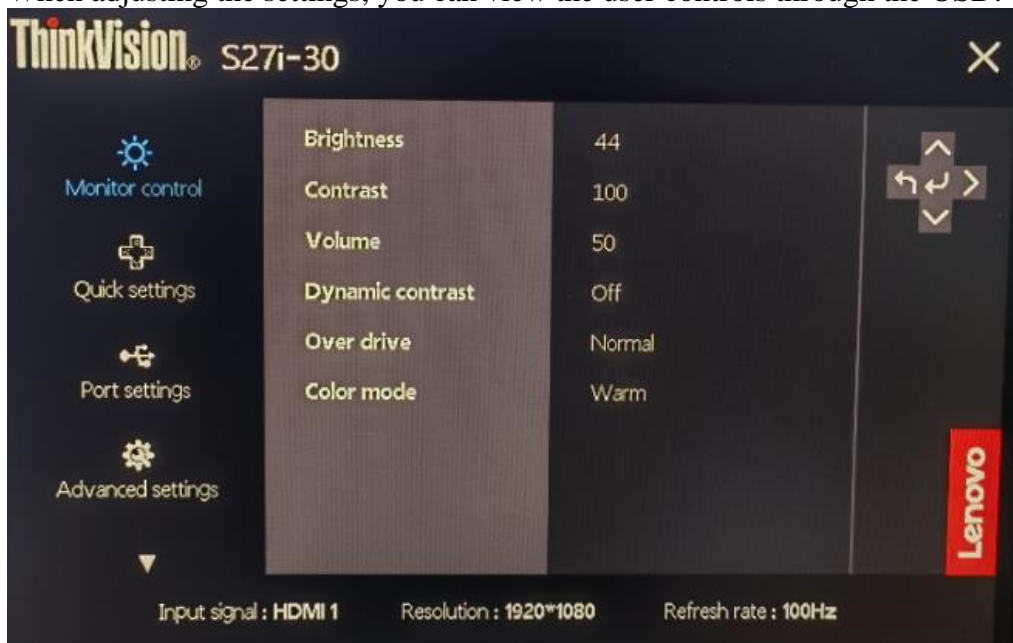 When adjusting the settings, you can view the user controls through the OSD.
ThinkVision® S27i-30
Monitor control
Quick settings
Port settings
Advanced settings
Brightness 44
Contrast 100
Volume 50
Dynamic contrast Off
Over drive Normal
Color mode Warm
Lenovo
Input signal : HDMI 1 Resolution : 1920*1080 Refresh rate : 100Hz